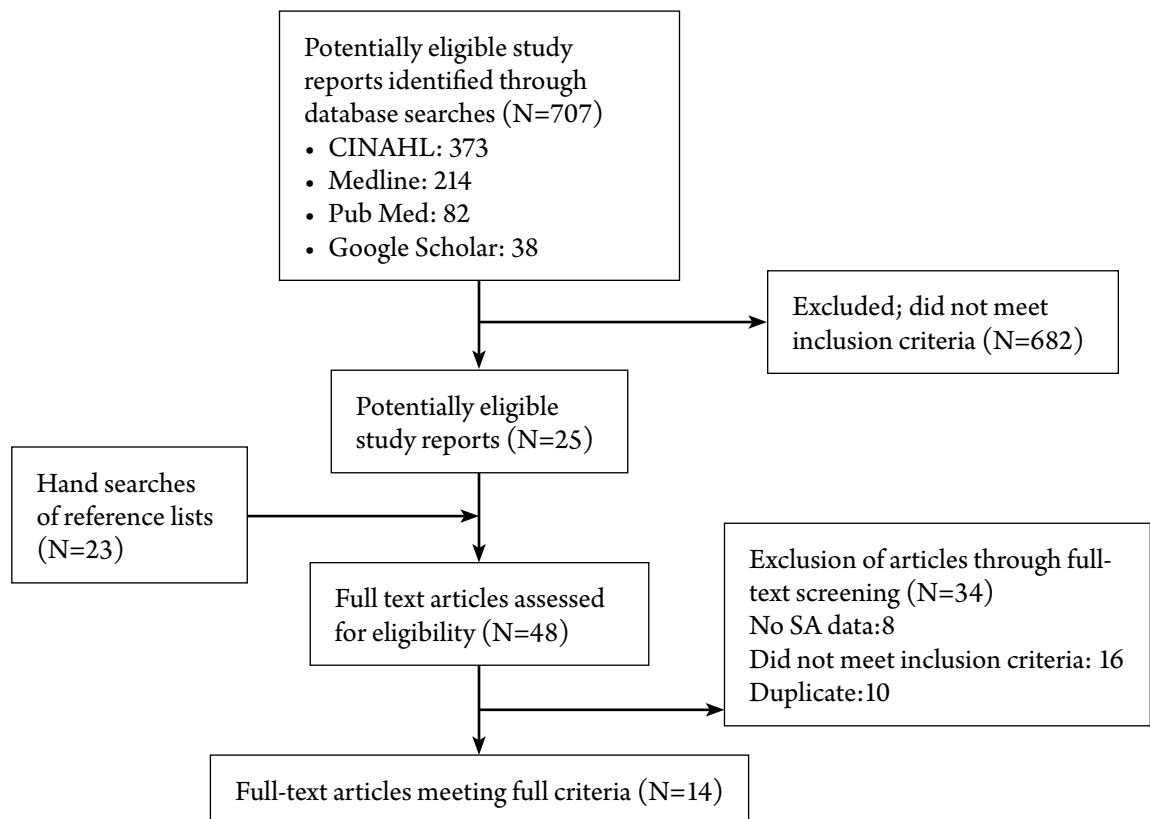 Potentially eligible study
reports identified through
database searches (N=707)
• CINAHL: 373
• Medline: 214
• Pub Med: 82
• Google Scholar: 38
Excluded; did not meet
inclusion criteria (N=682)
Potentially eligible
study reports (N=25)
Hand searches
of reference lists
(N=23)
Full text articles assessed
for eligibility (N=48)
Exclusion of articles through full-
text screening (N=34)
No SA data:8
Did not meet inclusion criteria: 16
Duplicate:10
Full-text articles meeting full criteria (N=14)